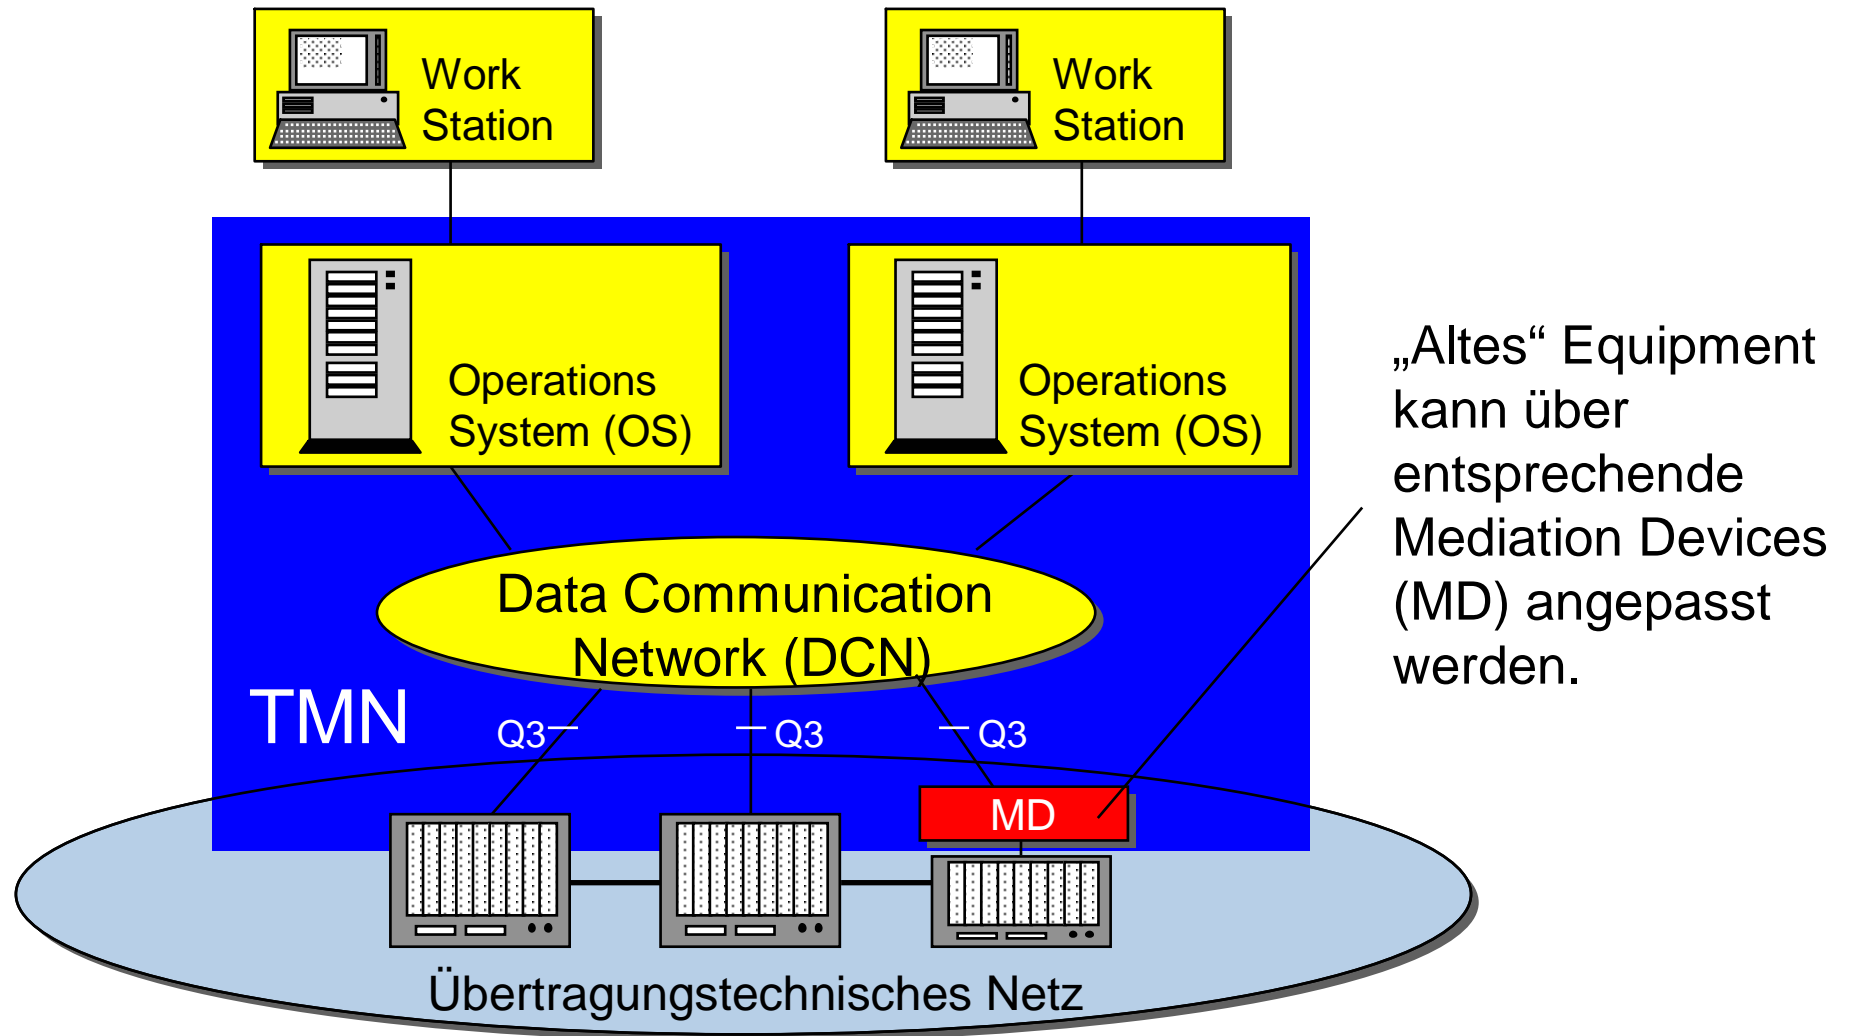 Work
Station
Work
Station
Operations
System (OS)
Operations
System (OS)
„Altes“ Equipment
kann über
entsprechende
Mediation Devices
(MD) angepasst
werden.
Data Communication
Network (DCN)
TMN
Q3
Q3
Q3
MD
Übertragungstechnisches Netz